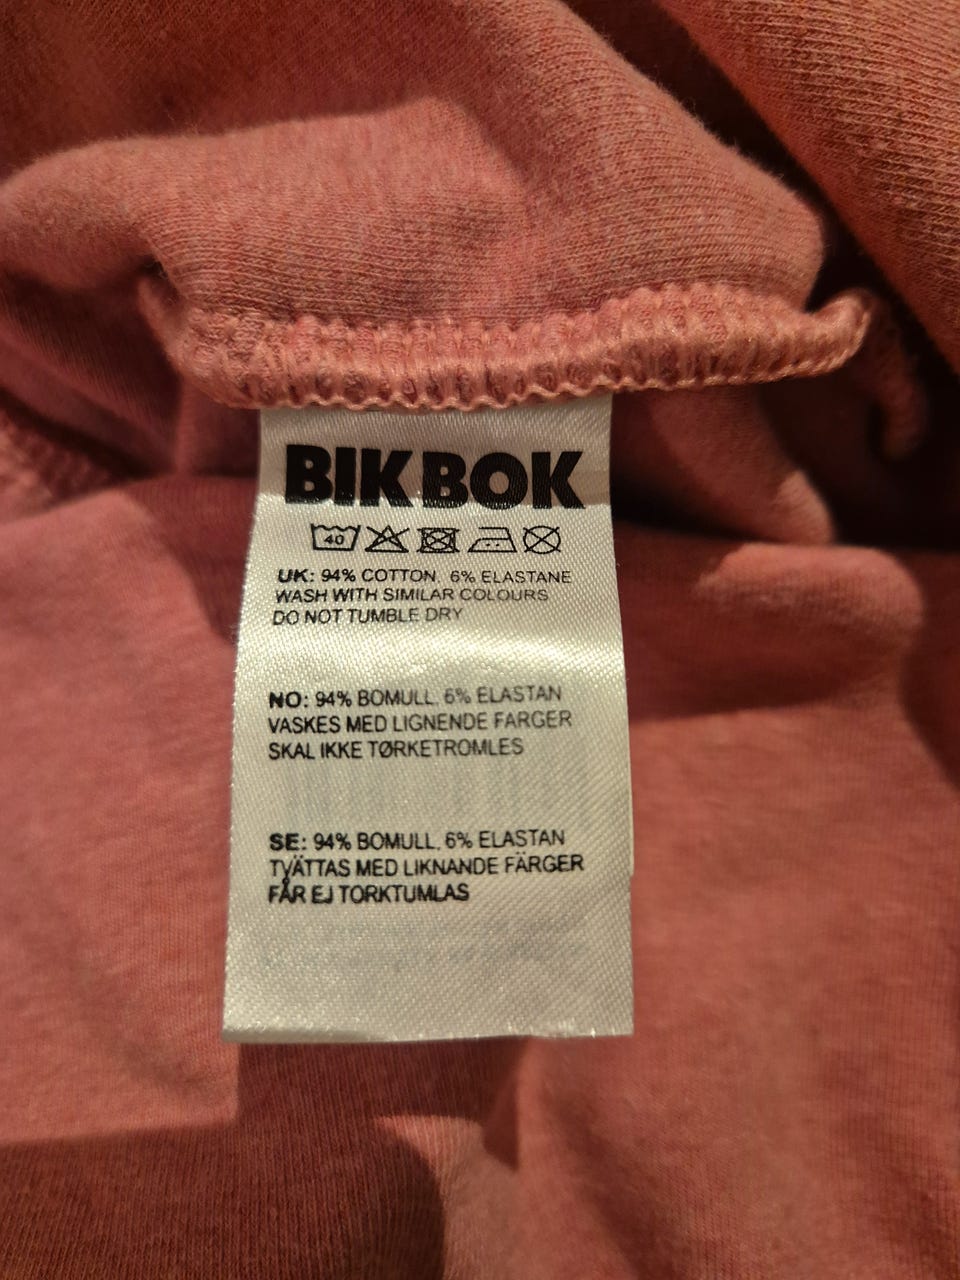 BIK BOK
40
UK: 94% COTTON, 6% ELASTANE
WASH WITH SIMILAR COLOURS
DO NOT TUMBLE DRY
NO: 94% BOMULL, 6% ELASTAN
VASKES MED LIGNENDE FARGER
SKAL IKKE TØRKETROMLES
SE: 94% BOMULL, 6% ELASTAN
TVÄTTAS MED LIKNANDE FÄRGER
FÅR EJ TORKTUMLAS